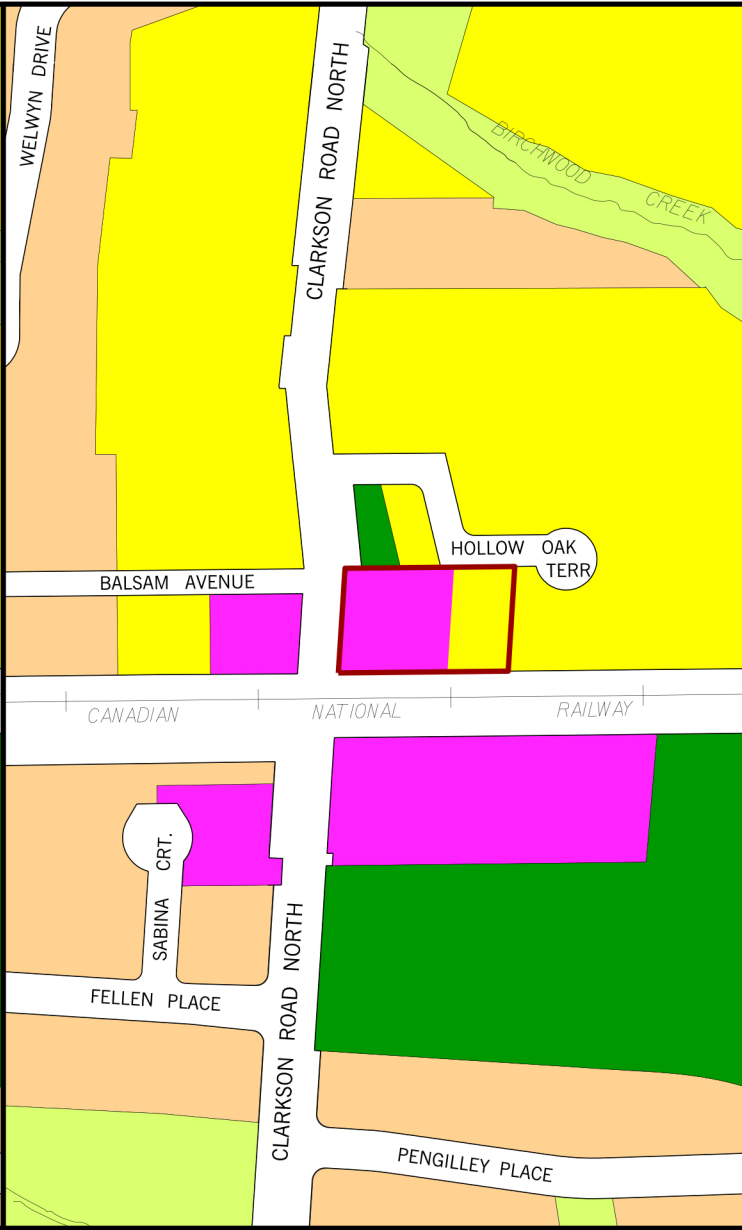 WELWYN DRIVE
CLARKSON ROAD NORTH
BIRCHWOOD
CREEK
HOLLOW OAK
TERR
BALSAM AVENUE
CANADIAN NATIONAL RAILWAY
SABINA CRT.
FELLEN PLACE
CLARKSON ROAD NORTH
PENGILLEY PLACE